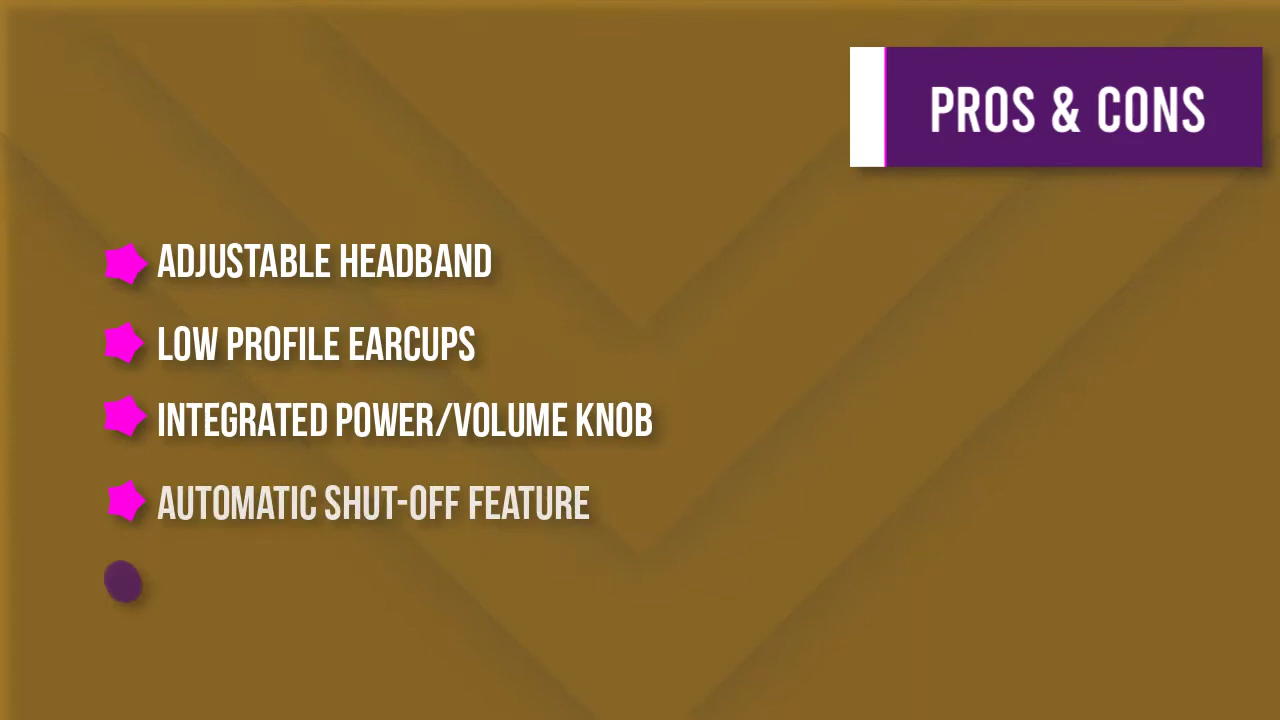 PROS & CONS
ADJUSTABLE HEADBAND
LOW PROFILE EARCUPS
INTEGRATED POWER/VOLUME KNOB
AUTOMATIC SHUT-OFF FEATURE